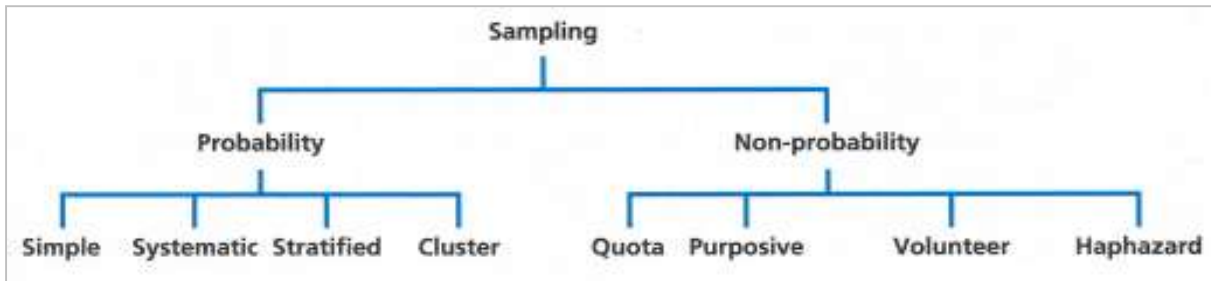 Sampling
Probability Non-probability
Simple Systematic Stratified Cluster Quota Purposive Volunteer Haphazard